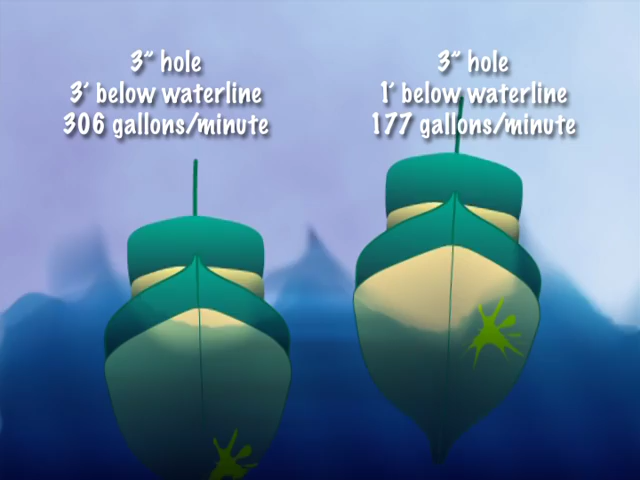 3” hole
3’ below waterline
306 gallons/minute
3” hole
1’ below waterline
177 gallons/minute